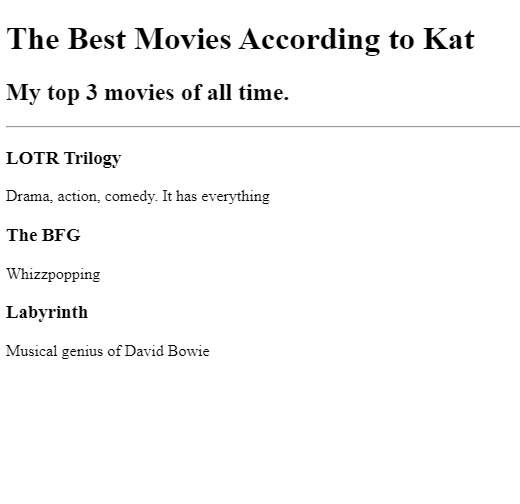 The Best Movies According to Kat
My top 3 movies of all time.
LOTR Trilogy
Drama, action, comedy. It has everything
The BFG
Whizzpopping
Labyrinth
Musical genius of David Bowie